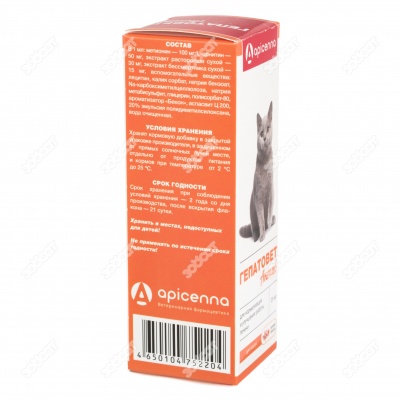 apicenna
СОСТАВ
В 1 мл: метионин — 100 мг, L-орнитин —
50 мг, экстракт расторопши сухой —
30 мг, экстракт бессмертника сухой —
15 мг, вспомогательные вещества:
глицин, калия сорбат, натрия бензоат,
Na-карбоксиметилцеллюлоза, натрия
метабисульфит, глицерин, полисорбат-80,
ароматизатор «Бекон», аспасвит Ц 200,
20% эмульсия полидиметилсилоксана,
вода очищенная.
УСЛОВИЯ ХРАНЕНИЯ
Хранят кормовую добавку в закрытой
упаковке производителя, в защищенном
от прямых солнечных лучей месте,
отдельно от продуктов питания
и кормов при температуре от 2 °С
до 25 °С.
СРОК ГОДНОСТИ
Срок хранения при соблюдении
условий хранения — 2 года со дня
производства, после вскрытия фла-
кона — 21 сутки.
Хранить в местах, недоступных
для детей!
Не применять по истечении срока
годности!
apicenna
Ветеринарная фармацевтика
4 650104 752204
ГЕПАТОВЕТ